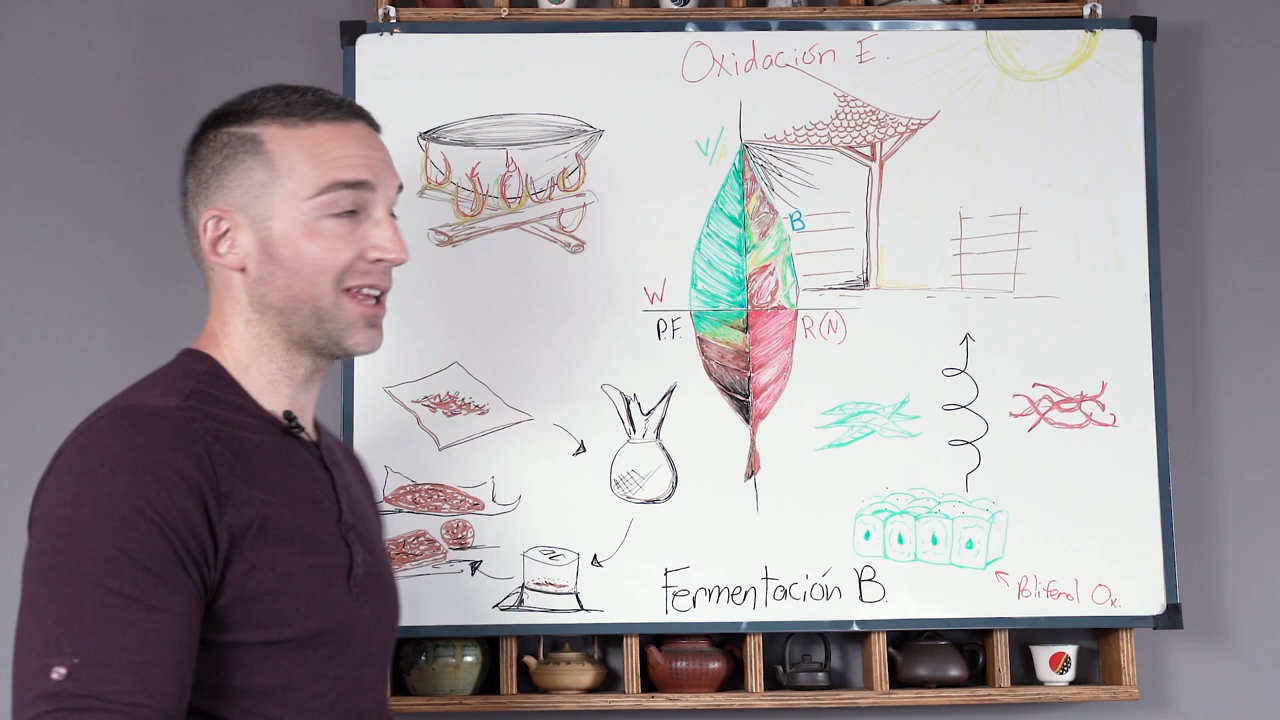 Oxidación E.
V/
B
W
P.F.
R(N)
Fermentación B.
Polifenol Ox.